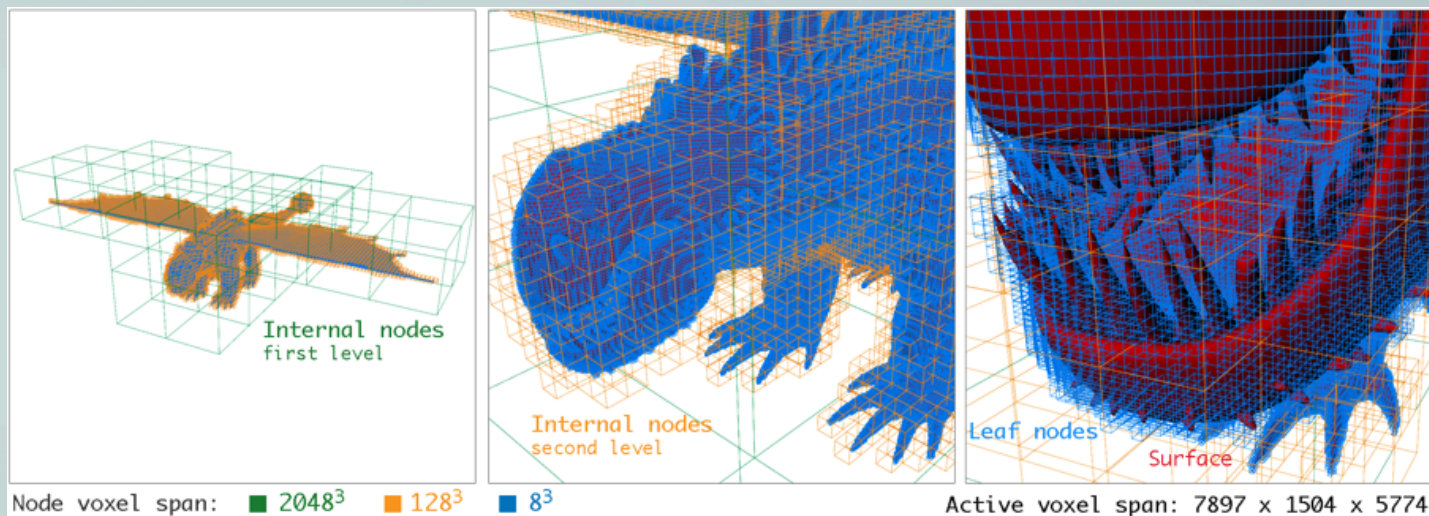 Internal nodes
first level
Internal nodes
second level
Leaf nodes
Surface
Node voxel span: 2048³ 128³ 8³
Active voxel span: 7897 x 1504 x 5774